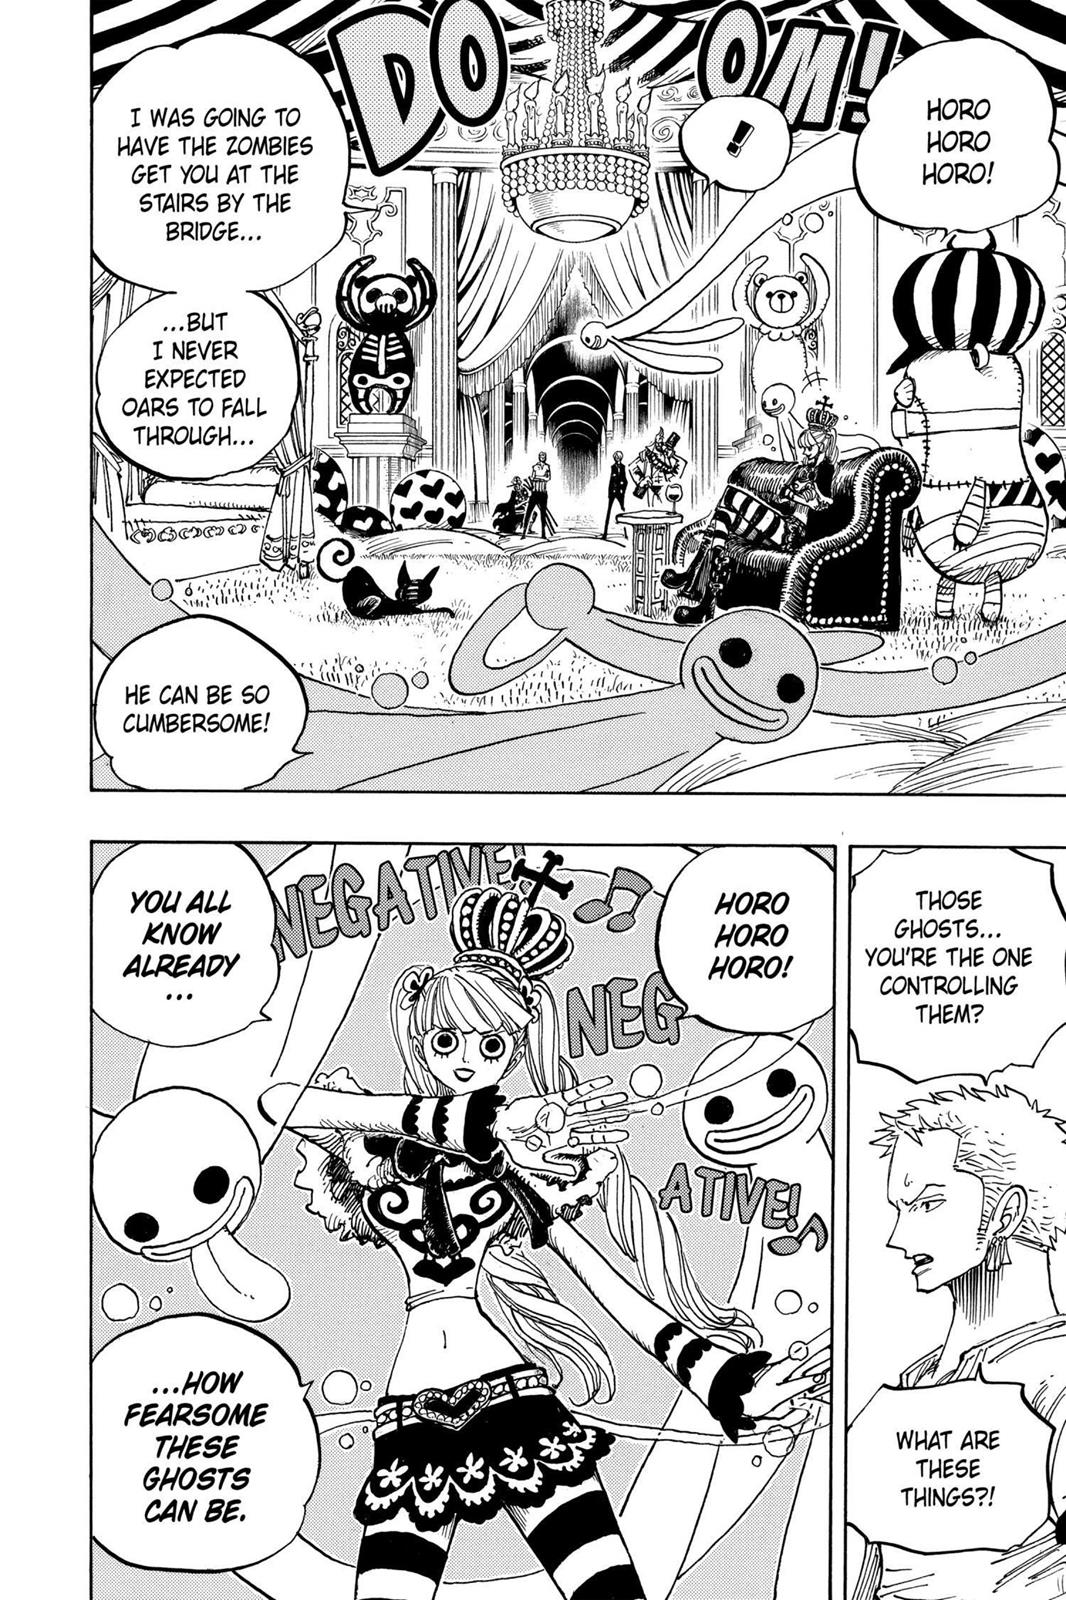 DOOM!
HORO
HORO
HORO!
!
I WAS GOING TO
HAVE THE ZOMBIES
GET YOU AT THE
STAIRS BY THE
BRIDGE...
...BUT
I NEVER
EXPECTED
OARS TO FALL
THROUGH...
HE CAN BE SO
CUMBERSOME!
THOSE
GHOSTS...
YOU'RE THE ONE
CONTROLLING
THEM?
WHAT ARE
THESE
THINGS?!
HORO
HORO
HORO!
NEGATIVE!
NEG
ATIVE!
YOU ALL
KNOW
ALREADY
...
...HOW
FEARSOME
THESE
GHOSTS
CAN BE.